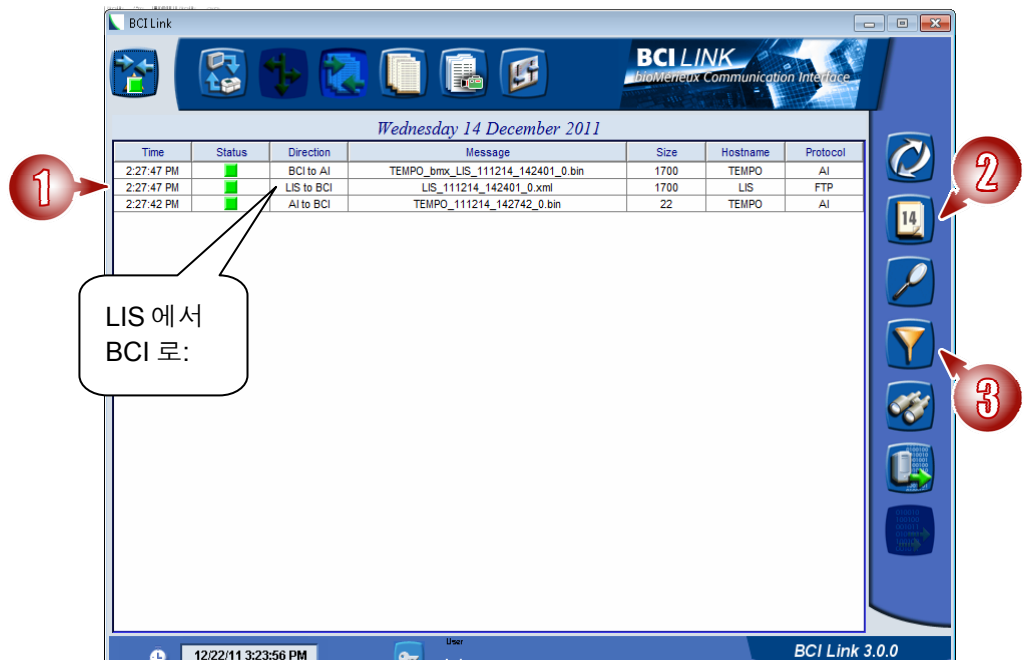 BCI Link
BCI LINK
bioMérieux Communication Interface
Wednesday 14 December 2011
Time Status Direction Message Size Hostname Protocol
2:27:47 PM BCI to AI TEMPO_bmx_LIS_111214_142401_0.bin 1700 TEMPO AI
2:27:47 PM LIS to BCI LIS_111214_142401_0.xml 1700 LIS FTP
2:27:42 PM AI to BCI TEMPO_111214_142742_0.bin 22 TEMPO AI
1
2
14
3
LIS 에서
BCI 로:
User
12/22/11 3:23:56 PM
BCI Link 3.0.0